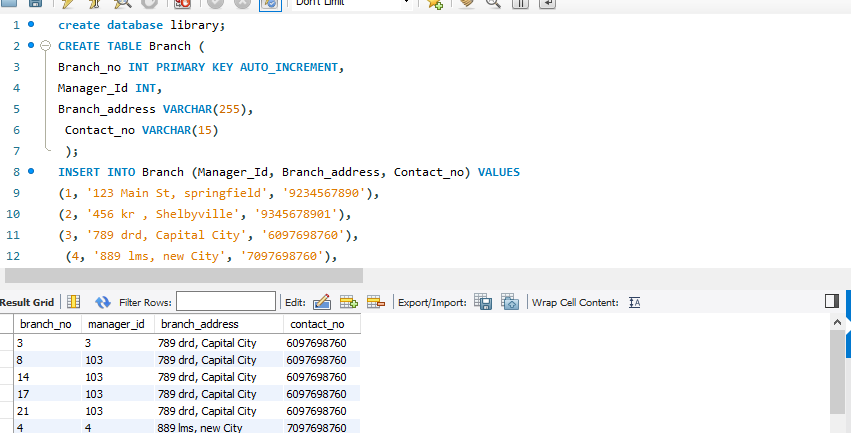 Don't Limit
1 create database library;
2 CREATE TABLE Branch (
3 Branch_no INT PRIMARY KEY AUTO_INCREMENT,
4 Manager_Id INT,
5 Branch_address VARCHAR(255),
6 Contact_no VARCHAR(15)
7 );
8 INSERT INTO Branch (Manager_Id, Branch_address, Contact_no) VALUES
9 (1, '123 Main St, springfield', '9234567890'),
10 (2, '456 kr , Shelbyville', '9345678901'),
11 (3, '789 drd, Capital City', '6097698760'),
12 (4, '889 lms, new City', '7097698760'),
Result Grid Filter Rows: Edit: Export/Import: Wrap Cell Content:
branch_no manager_id branch_address contact_no
3 3 789 drd, Capital City 6097698760
8 103 789 drd, Capital City 6097698760
14 103 789 drd, Capital City 6097698760
17 103 789 drd, Capital City 6097698760
21 103 789 drd, Capital City 6097698760
4 4 889 lms, new City 7097698760